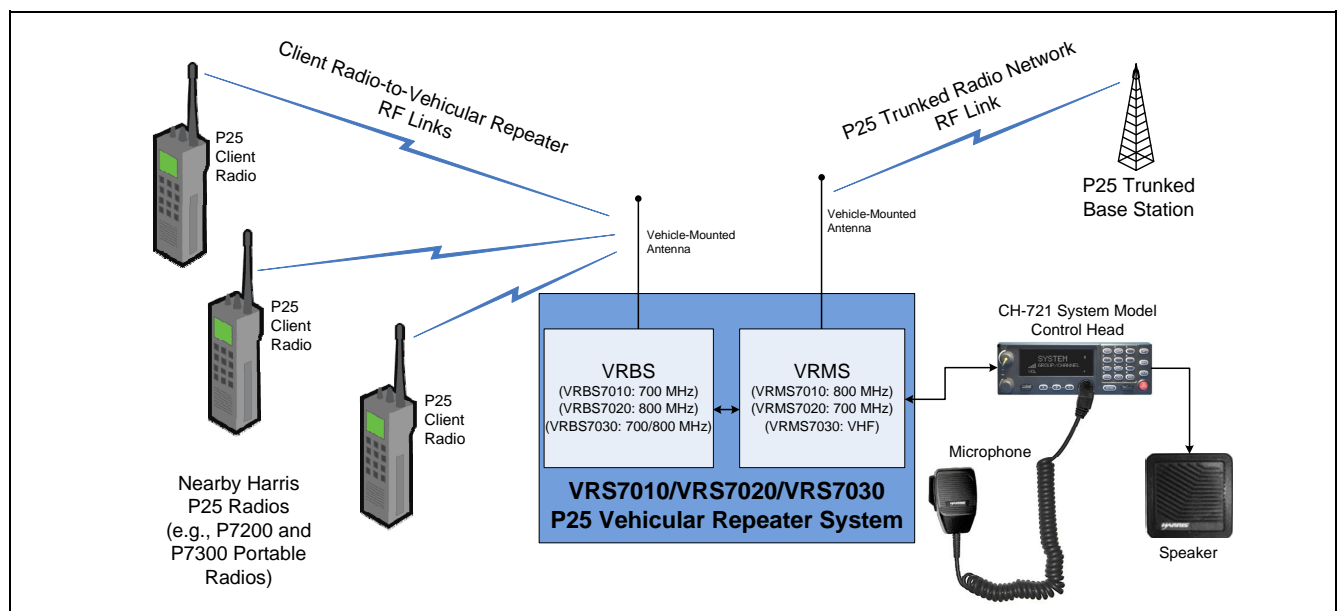 Client Radio-to-Vehicular Repeater
RF Links
P25 Trunked Radio Network
RF Link
P25
Client
Radio
P25 Trunked
Base Station
Vehicle-Mounted
Antenna
Vehicle-Mounted
Antenna
P25
Client
Radio
P25
Client
Radio
CH-721 System Model
Control Head
SYSTEM
GROUP/CHANNEL
VRBS
(VRBS7010: 700 MHz)
(VRBS7020: 800 MHz)
(VRBS7030: 700/800 MHz)
VRMS
(VRMS7010: 800 MHz)
(VRMS7020: 700 MHz)
(VRMS7030: VHF)
VRS7010/VRS7020/VRS7030
P25 Vehicular Repeater System
Microphone
HARRIS
Speaker
Nearby Harris
P25 Radios
(e.g., P7200 and
P7300 Portable
Radios)